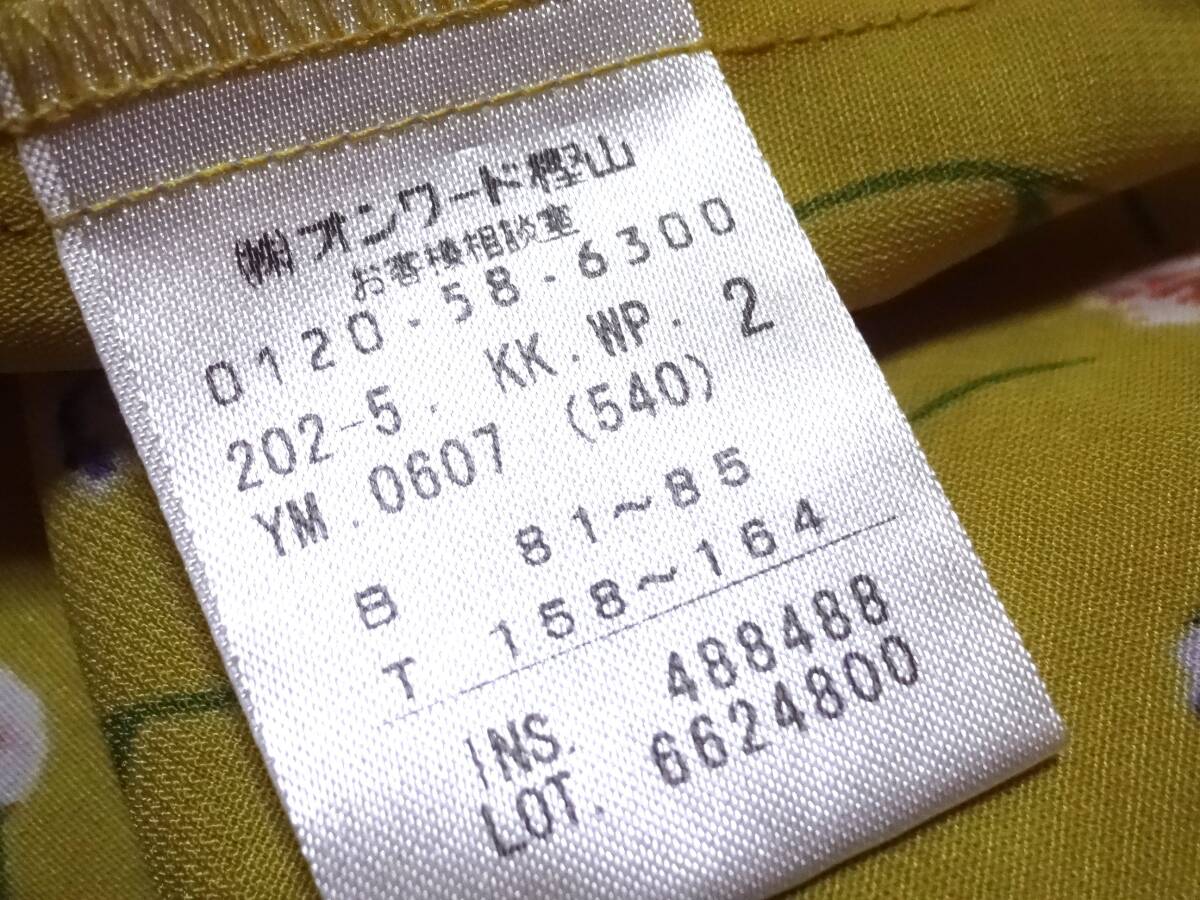 ㈱オンワード樫山
お客様相談室
0120-58-6300
202-5. KK.WP. 2
YM.0607 (540)
B 81~85
T 158~164
INS. 488488
LOT. 6624800